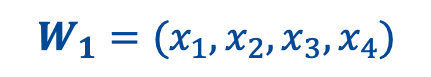 W₁ = (x₁, x₂, x₃, x₄)